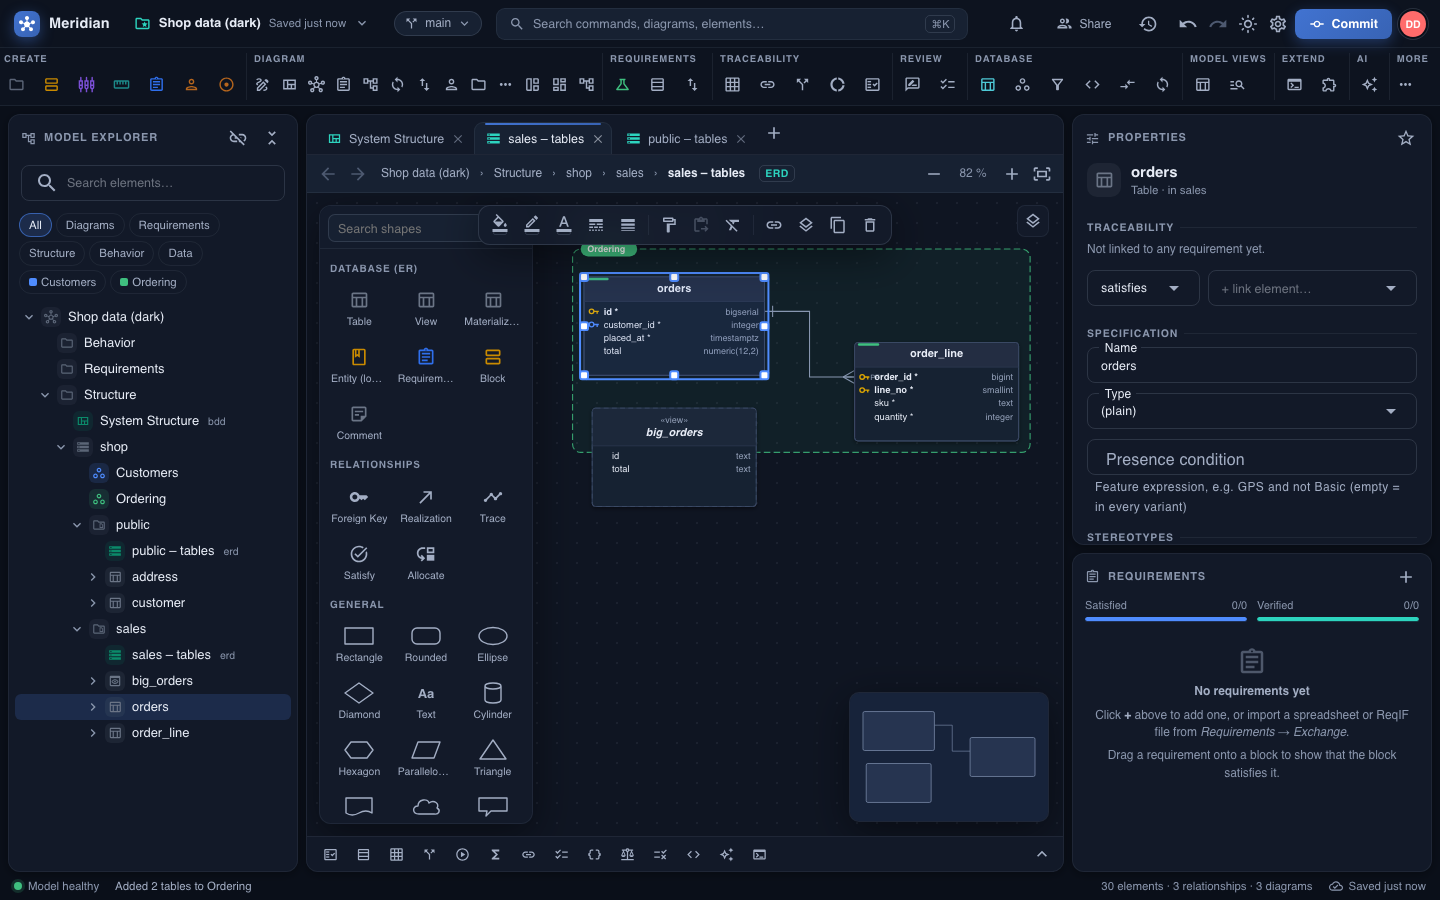 Meridian
Shop data (dark)
Saved just now
main
Search commands, diagrams, elements…
⌘K
Share
Commit
DD
CREATE
DIAGRAM
REQUIREMENTS
TRACEABILITY
REVIEW
DATABASE
MODEL VIEWS
EXTEND
AI
MORE
MODEL EXPLORER
Search elements…
All
Diagrams
Requirements
Structure
Behavior
Data
Customers
Ordering
Shop data (dark)
Behavior
Requirements
Structure
System Structure bdd
shop
Customers
Ordering
public
public – tables erd
address
customer
sales
sales – tables erd
big_orders
orders
order_line
System Structure
sales – tables
public – tables
Shop data (dark) › Structure › shop › sales › sales – tables
ERD
82 %
Search shapes
DATABASE (ER)
Table
View
Materializ…
Entity (lo…
Requirem…
Block
Comment
RELATIONSHIPS
Foreign Key
Realization
Trace
Satisfy
Allocate
GENERAL
Rectangle
Rounded
Ellipse
Diamond
Aa
Text
Cylinder
Hexagon
Parallelo…
Triangle
Ordering
orders
id * bigserial
customer_id * integer
placed_at * timestamptz
total numeric(12,2)
order_line
order_id * bigint
line_no * smallint
sku * text
quantity * integer
«view»
big_orders
id text
total text
PROPERTIES
orders
Table · in sales
TRACEABILITY
Not linked to any requirement yet.
satisfies
+ link element…
SPECIFICATION
Name
orders
Type
(plain)
Presence condition
Feature expression, e.g. GPS and not Basic (empty =
in every variant)
STEREOTYPES
REQUIREMENTS
Satisfied 0/0
Verified 0/0
No requirements yet
Click + above to add one, or import a spreadsheet or ReqIF
file from Requirements → Exchange.
Drag a requirement onto a block to show that the block
satisfies it.
Model healthy
Added 2 tables to Ordering
30 elements · 3 relationships · 3 diagrams
Saved just now